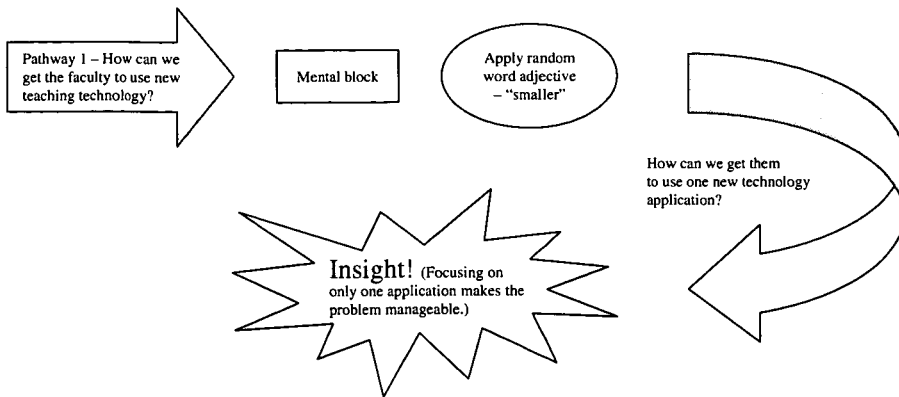 Pathway 1 – How can we
get the faculty to use new
teaching technology?
Mental block
Apply random
word adjective
– “smaller”
How can we get them
to use one new technology
application?
Insight! (Focusing on
only one application makes the
problem manageable.)